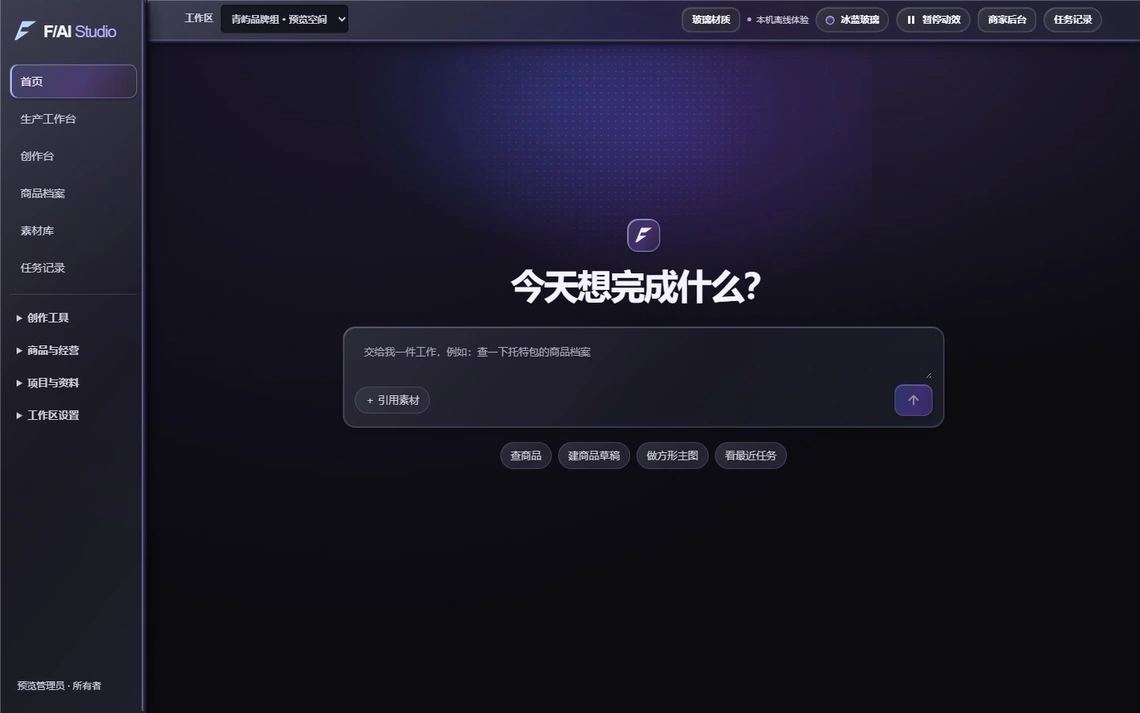 F/AI Studio
工作区
青屿品牌组·预览空间
玻璃材质
本机离线体验
冰蓝玻璃
暂停动效
商家后台
任务记录
首页
生产工作台
创作台
商品档案
素材库
任务记录
创作工具
商品与经营
项目与资料
工作区设置
预览管理员·所有者
今天想完成什么？
交给我一件工作，例如：查一下托特包的商品档案
+ 引用素材
查商品
建商品草稿
做方形主图
看最近任务